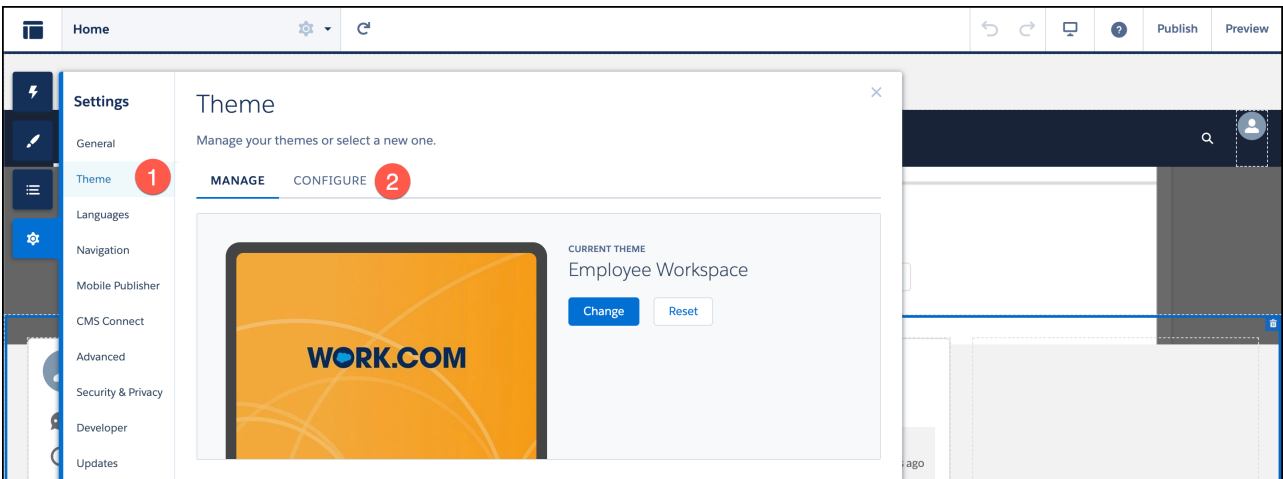 Home
?
Publish
Preview
Settings
General
Theme
1
Languages
Navigation
Mobile Publisher
CMS Connect
Advanced
Security & Privacy
Developer
Updates
Theme
Manage your themes or select a new one.
MANAGE CONFIGURE 2
WORK.COM
CURRENT THEME
Employee Workspace
Change Reset
ago